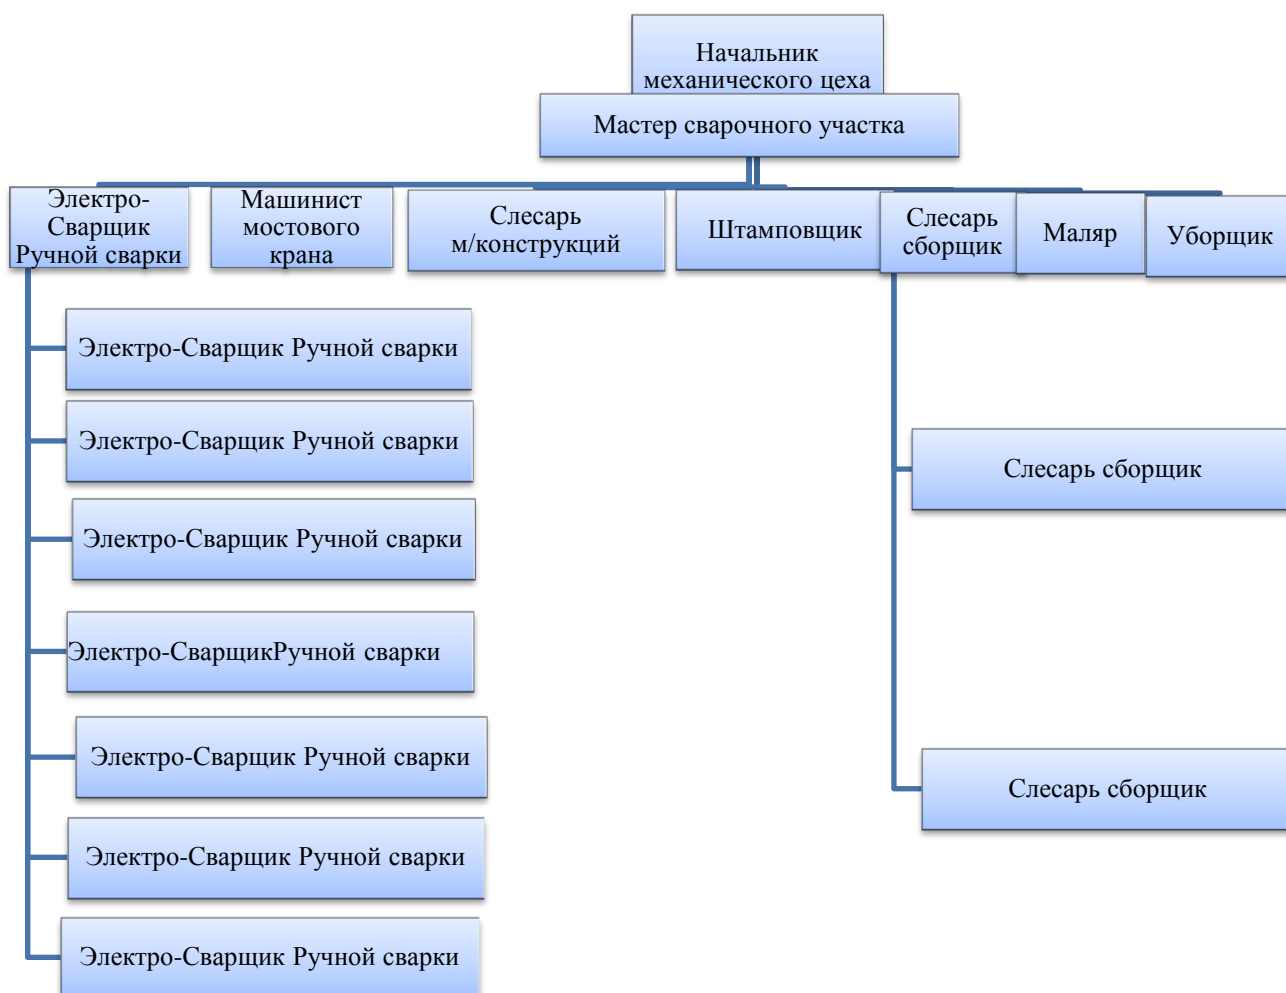 Начальник
механического цеха
Мастер сварочного участка
Электро-
Сварщик
Ручной сварки
Машинист
мостового
крана
Слесарь
м/конструкций
Штамповщик
Слесарь
сборщик
Маляр
Уборщик
Электро-Сварщик Ручной сварки
Электро-Сварщик Ручной сварки
Слесарь сборщик
Электро-Сварщик Ручной сварки
Электро-СварщикРучной сварки
Электро-Сварщик Ручной сварки
Слесарь сборщик
Электро-Сварщик Ручной сварки
Электро-Сварщик Ручной сварки